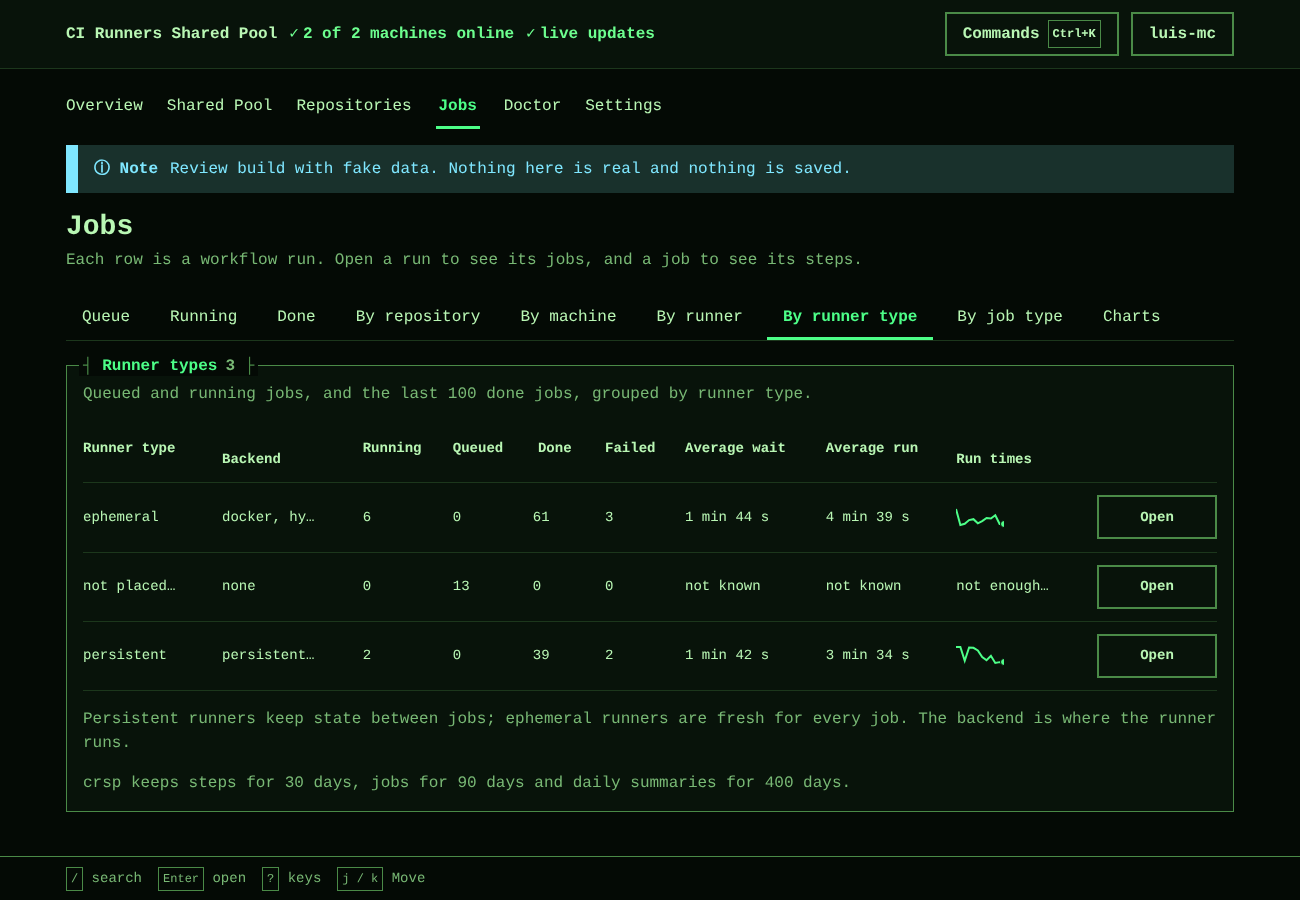 CI Runners Shared Pool ✓ 2 of 2 machines online ✓ live updates Commands Ctrl+K luis-mc
Overview Shared Pool Repositories Jobs Doctor Settings
ⓘ Note Review build with fake data. Nothing here is real and nothing is saved.
Jobs
Each row is a workflow run. Open a run to see its jobs, and a job to see its steps.
Queue Running Done By repository By machine By runner By runner type By job type Charts
Runner types 3
Queued and running jobs, and the last 100 done jobs, grouped by runner type.
Runner type Backend Running Queued Done Failed Average wait Average run Run times
ephemeral docker, hy… 6 0 61 3 1 min 44 s 4 min 39 s Open
not placed… none 0 13 0 0 not known not known not enough… Open
persistent persistent… 2 0 39 2 1 min 42 s 3 min 34 s Open
Persistent runners keep state between jobs; ephemeral runners are fresh for every job. The backend is where the runner
runs.
crsp keeps steps for 30 days, jobs for 90 days and daily summaries for 400 days.
/ search Enter open ? keys j / k Move